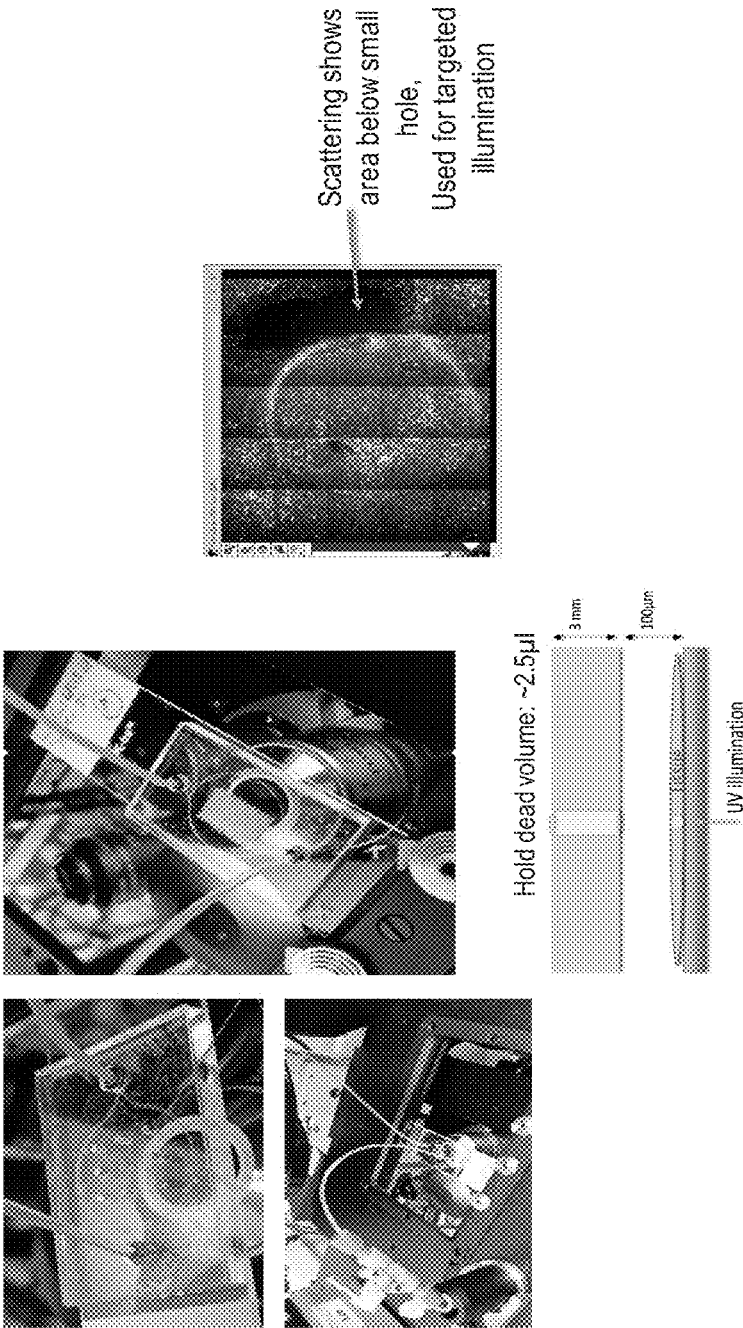 Scattering shows
area below small
hole,
Used for targeted
illumination
Hold dead volume: ~2.5µl
3 mm
100µm
UV illumination